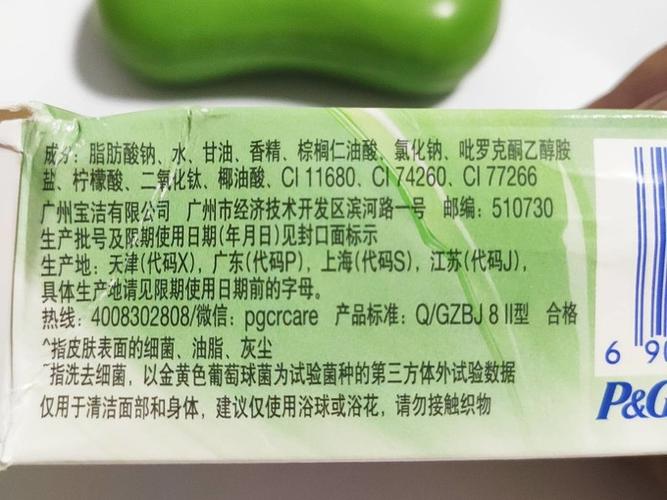 成分：脂肪酸钠、水、甘油、香精、棕榈仁油酸、氯化钠、吡罗克酮乙醇胺
盐、柠檬酸、二氧化钛、椰油酸、CI 11680、CI 74260、CI 77266
广州宝洁有限公司 广州市经济技术开发区滨河路一号 邮编：510730
生产批号及限期使用日期(年月日)见封口面标示
生产地：天津(代码X)，广东(代码P)，上海(代码S)，江苏(代码J)，
具体生产地请见限期使用日期前的字母。
热线：4008302808/微信：pgcrcare 产品标准：Q/GZBJ 8 II型 合格
^指皮肤表面的细菌、油脂、灰尘
~指洗去细菌，以金黄色葡萄球菌为试验菌种的第三方体外试验数据
仅用于清洁面部和身体，建议仅使用浴球或浴花，请勿接触织物
6 90
P&G